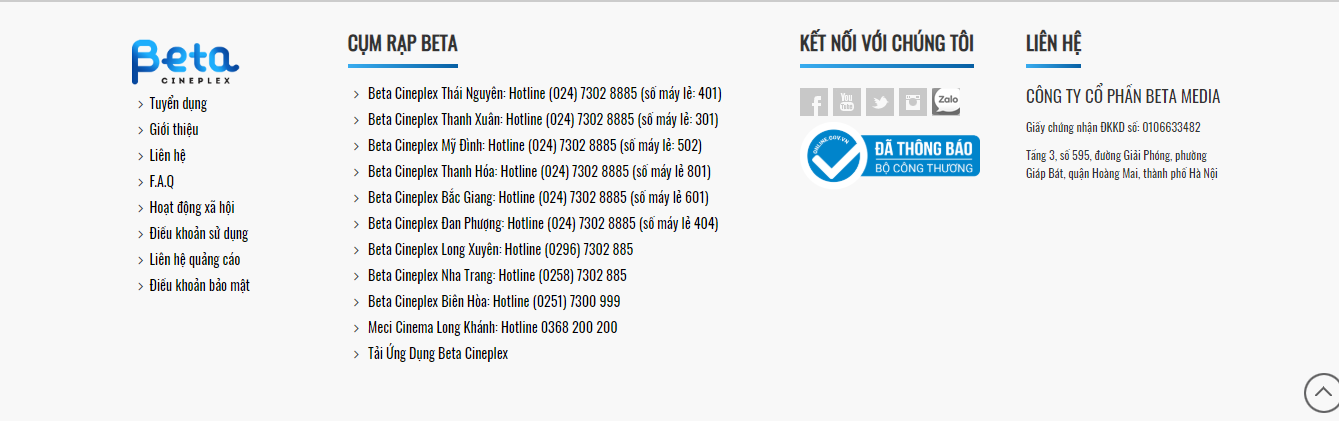 Beta
CINEPLEX
Tuyển dụng
Giới thiệu
Liên hệ
F.A.Q
Hoạt động xã hội
Điều khoản sử dụng
Liên hệ quảng cáo
Điều khoản bảo mật
CỤM RẠP BETA
Beta Cineplex Thái Nguyên: Hotline (024) 7302 8885 (số máy lẻ: 401)
Beta Cineplex Thanh Xuân: Hotline (024) 7302 8885 (số máy lẻ: 301)
Beta Cineplex Mỹ Đình: Hotline (024) 7302 8885 (số máy lẻ: 502)
Beta Cineplex Thanh Hóa: Hotline (024) 7302 8885 (số máy lẻ 801)
Beta Cineplex Bắc Giang: Hotline (024) 7302 8885 (số máy lẻ 601)
Beta Cineplex Đan Phượng: Hotline (024) 7302 8885 (số máy lẻ 404)
Beta Cineplex Long Xuyên: Hotline (0296) 7302 885
Beta Cineplex Nha Trang: Hotline (0258) 7302 885
Beta Cineplex Biên Hòa: Hotline (0251) 7300 999
Meci Cinema Long Khánh: Hotline 0368 200 200
Tải Ứng Dụng Beta Cineplex
KẾT NỐI VỚI CHÚNG TÔI
You
Tube
Zalo
ONLINE.GOV.VN
ĐÃ THÔNG BÁO
BỘ CÔNG THƯƠNG
LIÊN HỆ
CÔNG TY CỔ PHẦN BETA MEDIA
Giấy chứng nhận ĐKKD số: 0106633482
Tầng 3, số 595, đường Giải Phóng, phường
Giáp Bát, quận Hoàng Mai, thành phố Hà Nội